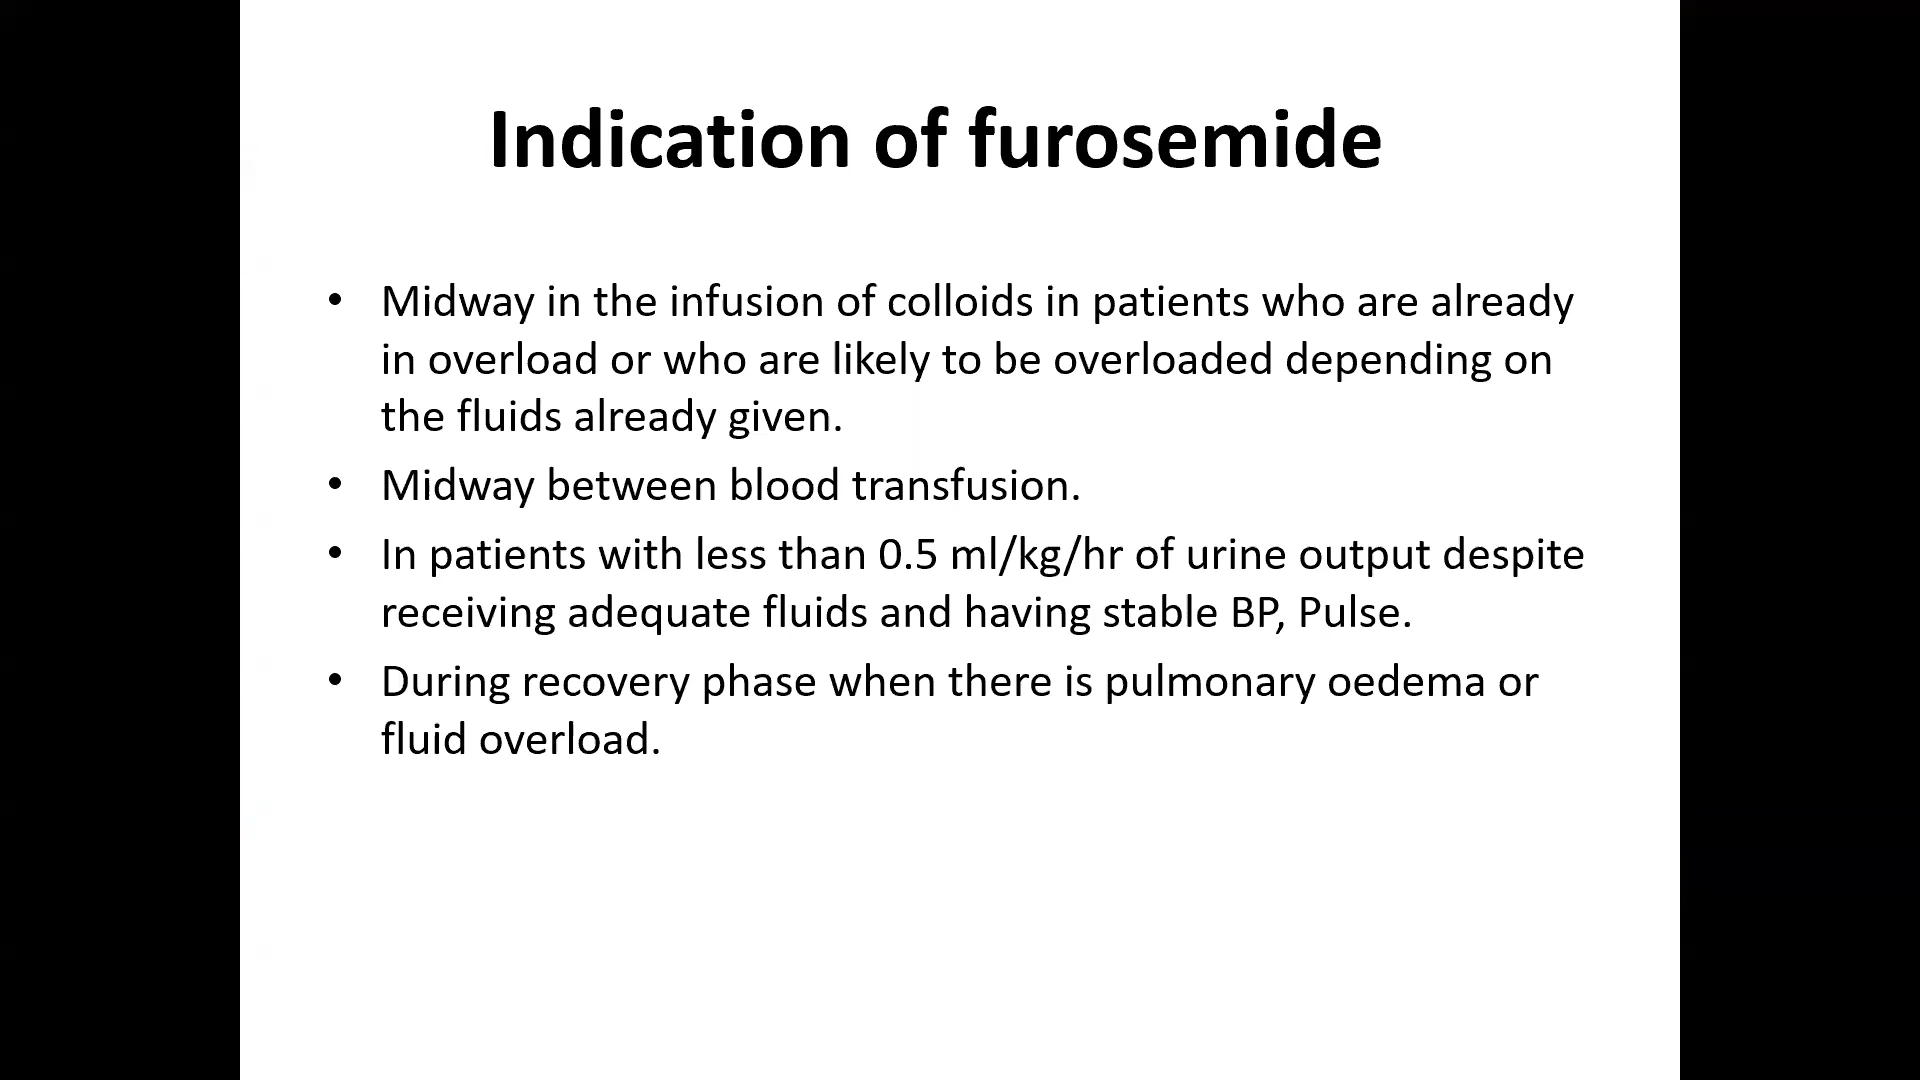 Indication of furosemide
• Midway in the infusion of colloids in patients who are already
in overload or who are likely to be overloaded depending on
the fluids already given.
• Midway between blood transfusion.
• In patients with less than 0.5 ml/kg/hr of urine output despite
receiving adequate fluids and having stable BP, Pulse.
• During recovery phase when there is pulmonary oedema or
fluid overload.